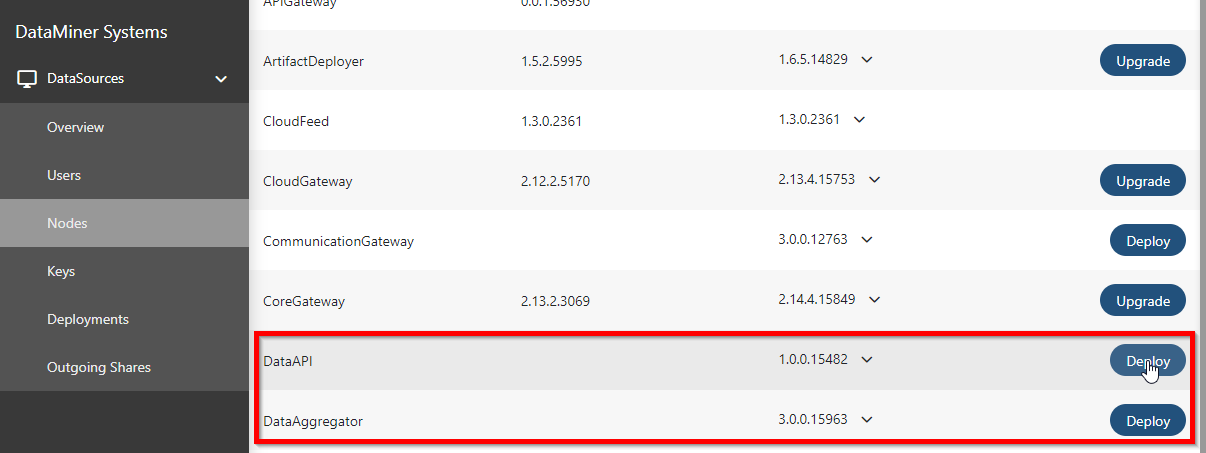 DataMiner Systems
DataSources
Overview
Users
Nodes
Keys
Deployments
Outgoing Shares
APIGateway 0.0.1.56930
ArtifactDeployer 1.5.2.5995 1.6.5.14829 Upgrade
CloudFeed 1.3.0.2361 1.3.0.2361
CloudGateway 2.12.2.5170 2.13.4.15753 Upgrade
CommunicationGateway 3.0.0.12763 Deploy
CoreGateway 2.13.2.3069 2.14.4.15849 Upgrade
DataAPI 1.0.0.15482 Deploy
DataAggregator 3.0.0.15963 Deploy